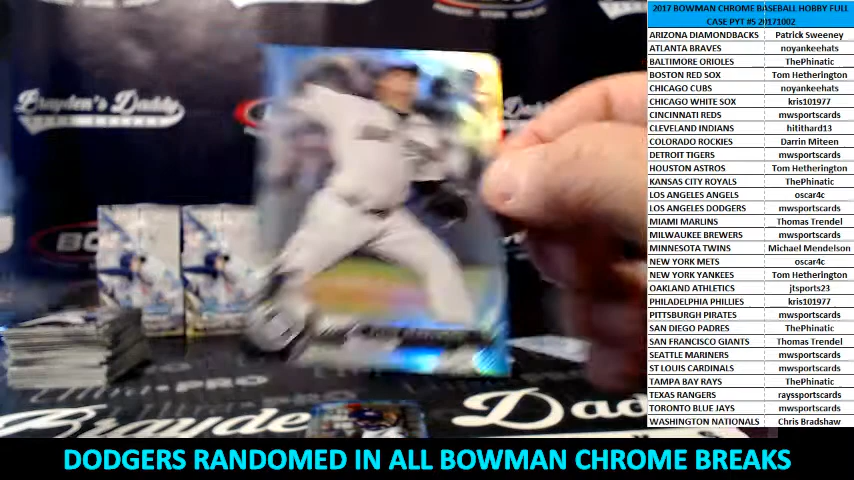 2017 BOWMAN CHROME BASEBALL HOBBY FULL
CASE PYT #5 20171002
ARIZONA DIAMONDBACKS Patrick Sweeney
ATLANTA BRAVES noyankeehats
BALTIMORE ORIOLES ThePhinatic
BOSTON RED SOX Tom Hetherington
CHICAGO CUBS noyankeehats
CHICAGO WHITE SOX kris101977
CINCINNATI REDS mwsportscards
CLEVELAND INDIANS hitithard13
COLORADO ROCKIES Darrin Miteen
DETROIT TIGERS mwsportscards
HOUSTON ASTROS Tom Hetherington
KANSAS CITY ROYALS ThePhinatic
LOS ANGELES ANGELS oscar4c
LOS ANGELES DODGERS mwsportscards
MIAMI MARLINS Thomas Trendel
MILWAUKEE BREWERS mwsportscards
MINNESOTA TWINS Michael Mendelson
NEW YORK METS oscar4c
NEW YORK YANKEES Tom Hetherington
OAKLAND ATHLETICS jtsports23
PHILADELPHIA PHILLIES kris101977
PITTSBURGH PIRATES mwsportscards
SAN DIEGO PADRES ThePhinatic
SAN FRANCISCO GIANTS Thomas Trendel
SEATTLE MARINERS mwsportscards
ST LOUIS CARDINALS mwsportscards
TAMPA BAY RAYS ThePhinatic
TEXAS RANGERS rayssportscards
TORONTO BLUE JAYS mwsportscards
WASHINGTON NATIONALS Chris Bradshaw
Brayden's Daddy
PRO
Brayden
Dad
DODGERS RANDOMED IN ALL BOWMAN CHROME BREAKS